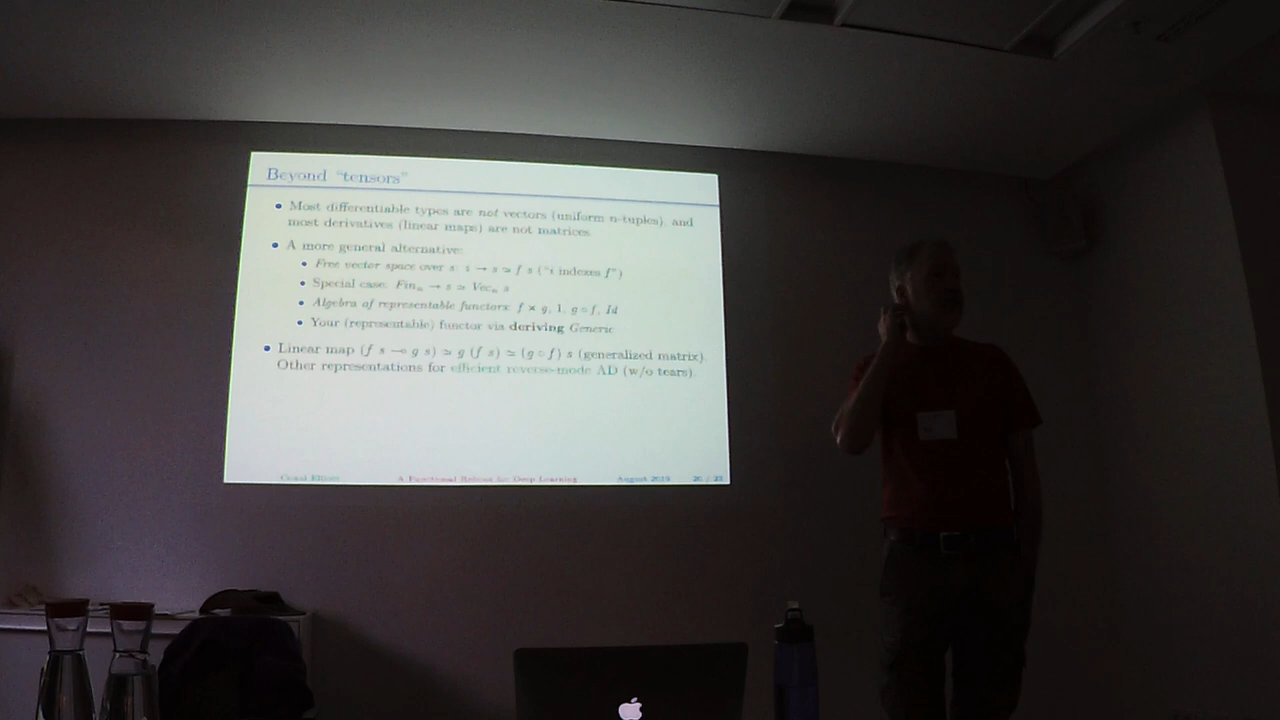 Beyond "tensors"
• Most differentiable types are not vectors (uniform n-tuples), and
most derivatives (linear maps) are not matrices.
• A more general alternative:
• Free vector space over s: i → s ≃ f s ("i indexes f")
• Special case: Finₙ → s ≃ Vecₙ s
• Algebra of representable functors: f × g, 1, g ∘ f, Id
• Your (representable) functor via deriving Generic
• Linear map (f s ⊸ g s) ≃ g (f s) ≃ (g ∘ f) s (generalized matrix).
Other representations for efficient reverse-mode AD (w/o tears).
Conal Elliott A Functional Reboot for Deep Learning August 2019 20 / 23